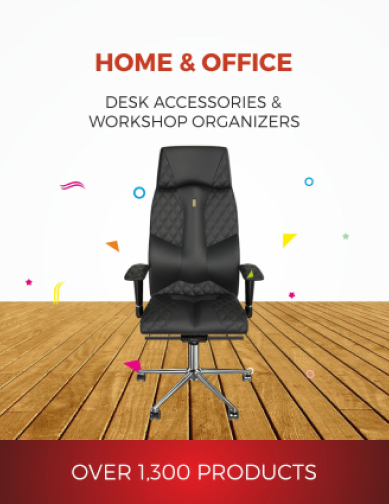 HOME & OFFICE
DESK ACCESSORIES &
WORKSHOP ORGANIZERS
OVER 1,300 PRODUCTS